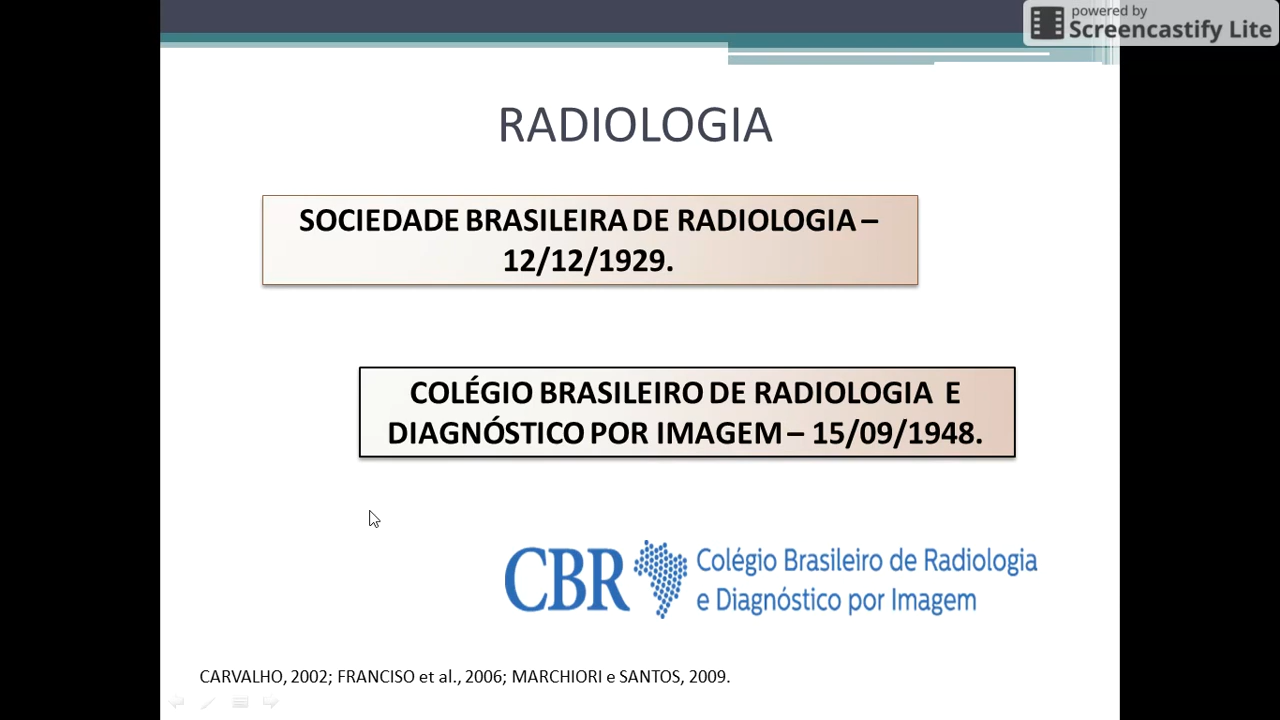 powered by
Screencastify Lite
RADIOLOGIA
SOCIEDADE BRASILEIRA DE RADIOLOGIA –
12/12/1929.
COLÉGIO BRASILEIRO DE RADIOLOGIA E
DIAGNÓSTICO POR IMAGEM – 15/09/1948.
CBR
Colégio Brasileiro de Radiologia
e Diagnóstico por Imagem
CARVALHO, 2002; FRANCISO et al., 2006; MARCHIORI e SANTOS, 2009.